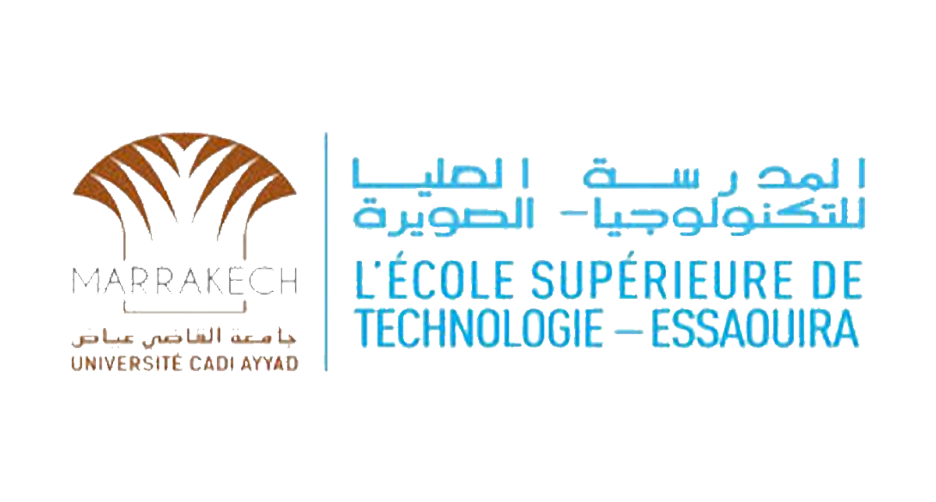 MARRAKECH
جامعة القاضي عياض
UNIVERSITÉ CADI AYYAD
المدرسة العليا
للتكنولوجيا – الصويرة
L'ÉCOLE SUPÉRIEURE DE
TECHNOLOGIE – ESSAOUIRA